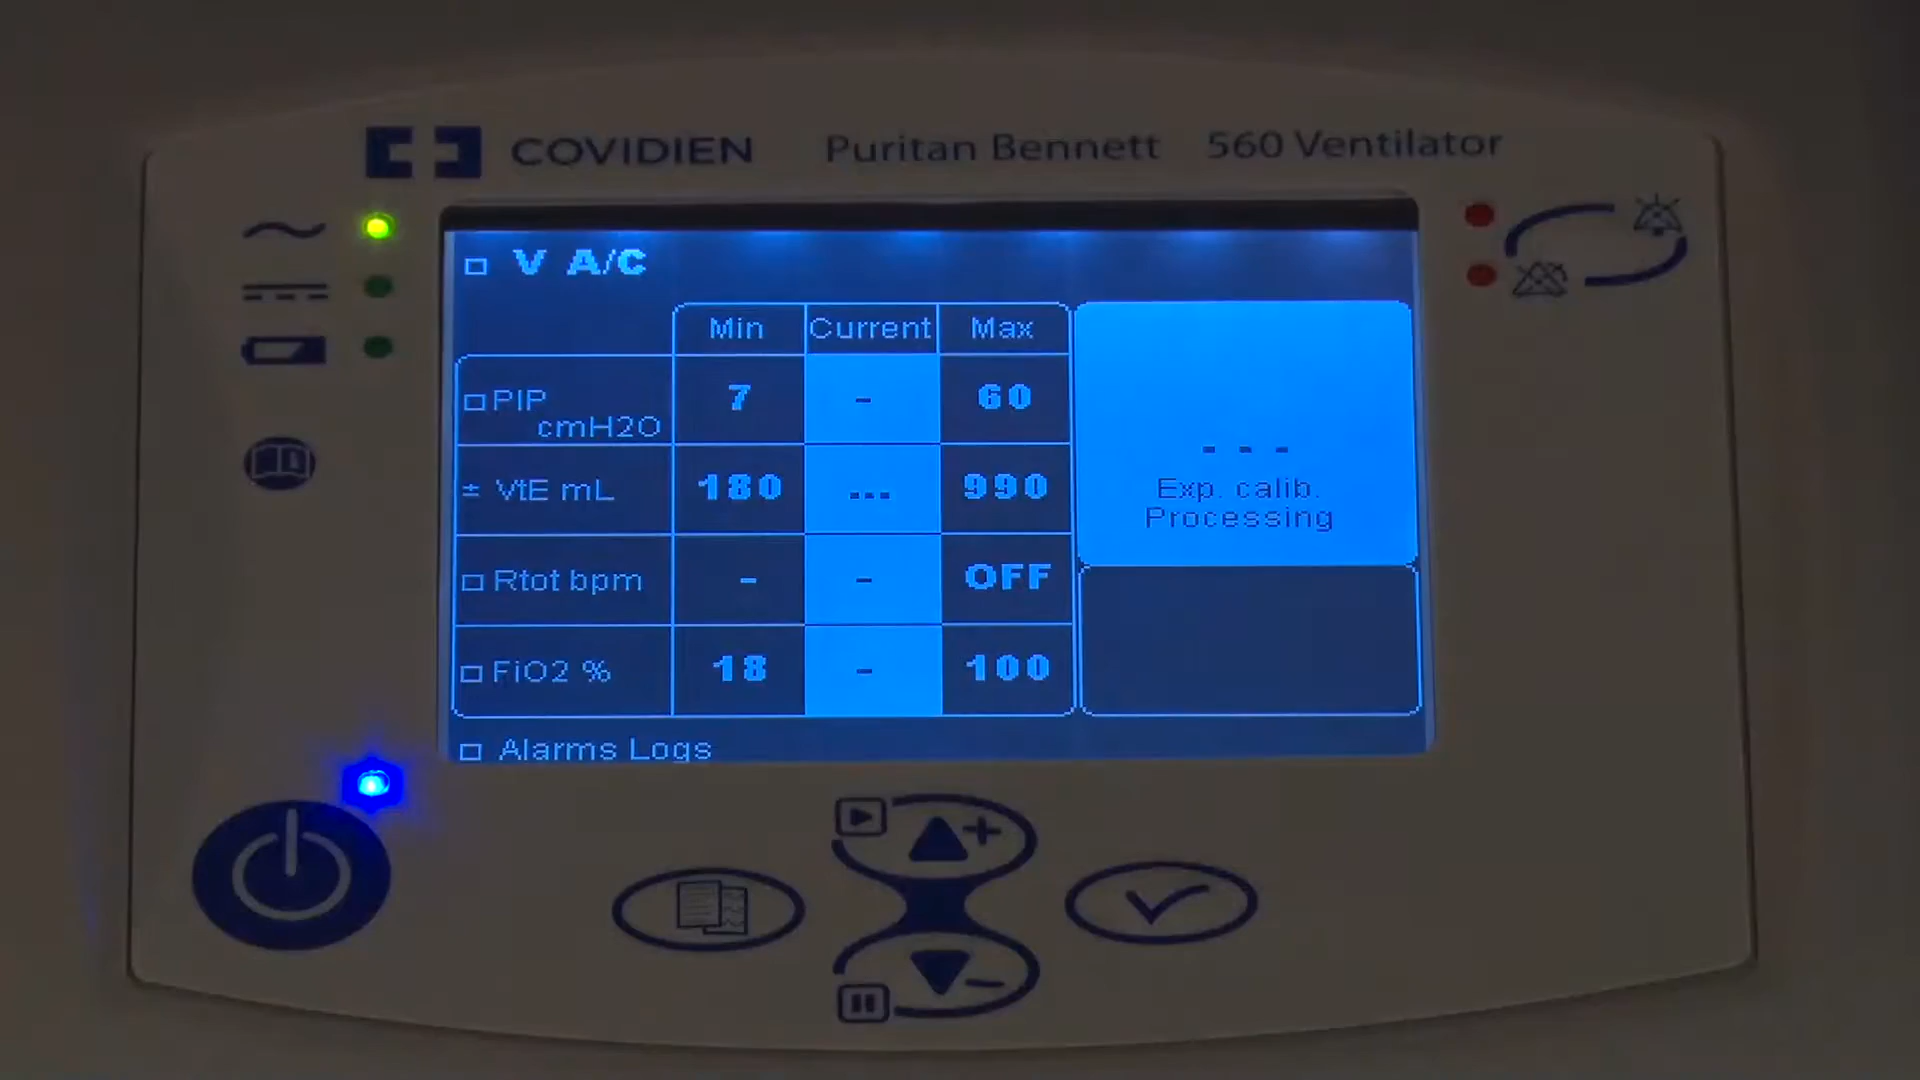 COVIDIEN Puritan Bennett 560 Ventilator
V A/C
Min Current Max
PIP cmH2O 7 - 60
± VtE mL 180 ... 990
Rtot bpm - - OFF
FiO2 % 18 - 100
- - -
Exp. calib.
Processing
Alarms Logs